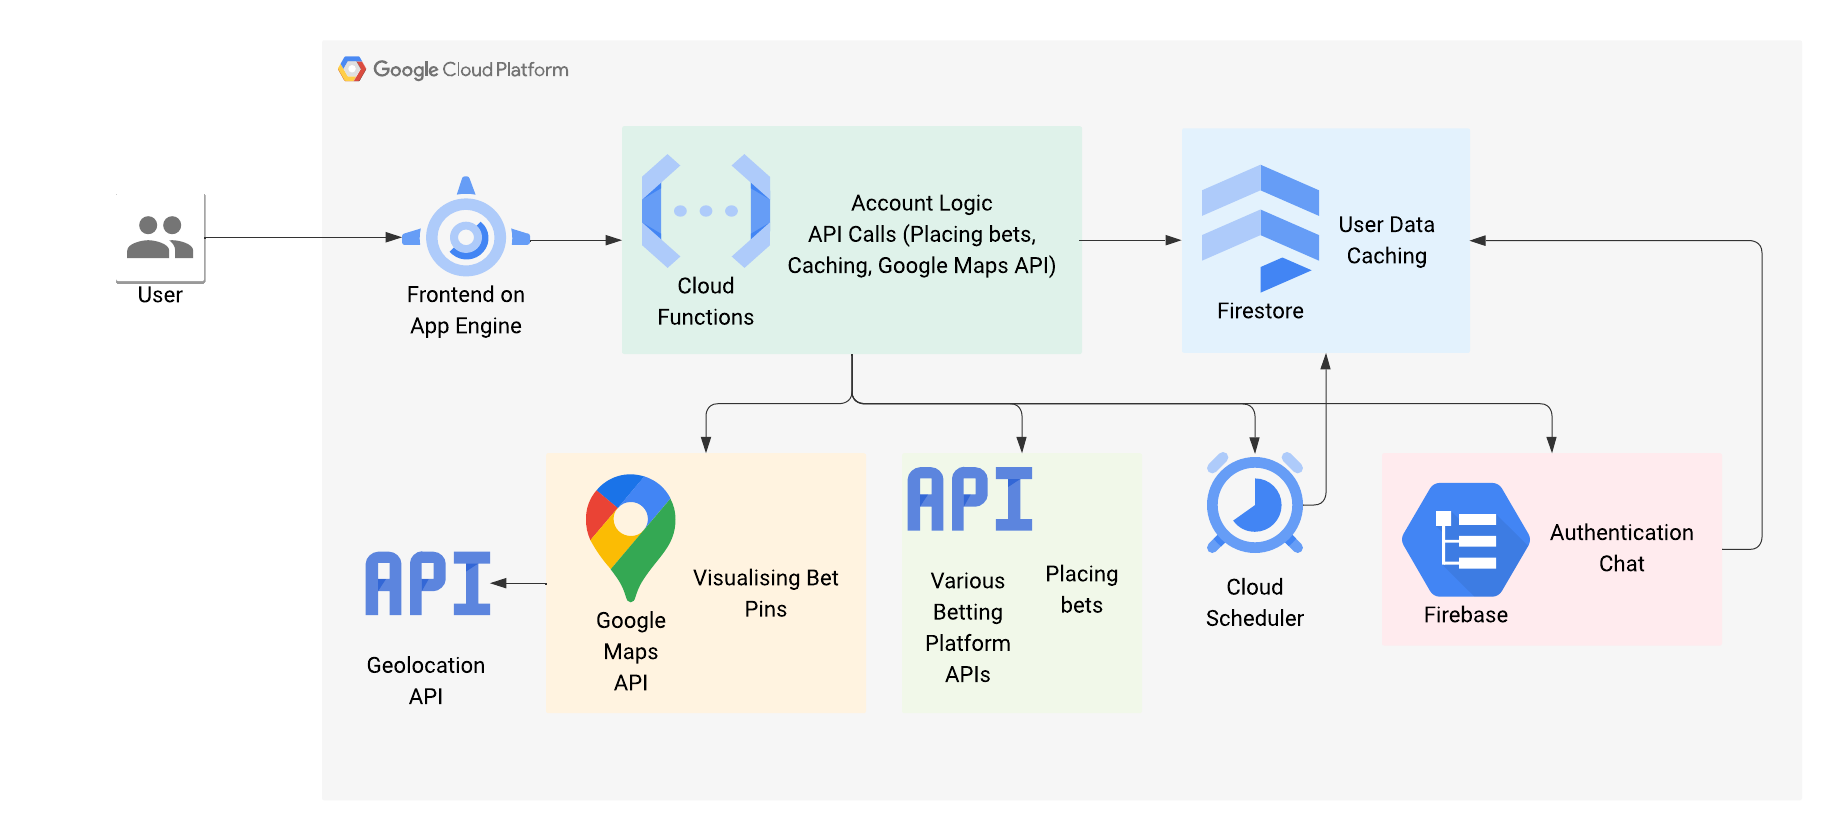 Google Cloud Platform
User
Frontend on
App Engine
Cloud
Functions
Account Logic
API Calls (Placing bets,
Caching, Google Maps API)
Firestore
User Data
Caching
API
Geolocation
API
Google
Maps
API
Visualising Bet
Pins
API
Various
Betting
Platform
APIs
Placing
bets
Cloud
Scheduler
Firebase
Authentication
Chat